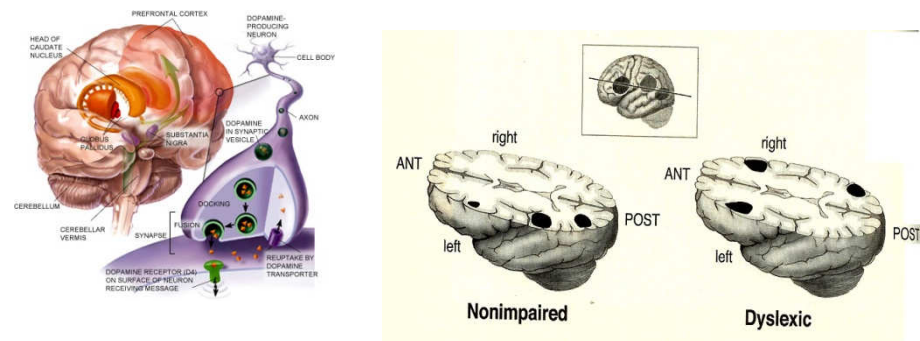 PREFRONTAL CORTEX
DOPAMINE-
PRODUCING
NEURON
HEAD OF
CAUDATE
NUCLEUS
CELL BODY
AXON
GLOBUS
PALLIDUS
SUBSTANTIA
NIGRA
DOPAMINE
IN SYNAPTIC
VESICLE
DOCKING
CEREBELLUM
FUSION
CEREBELLAR
VERMIS
SYNAPSE
REUPTAKE BY
DOPAMINE
TRANSPORTER
DOPAMINE RECEPTOR (D4)
ON SURFACE OF NEURON
RECEIVING MESSAGE
right
ANT
POST
left
Nonimpaired
right
ANT
POST
left
Dyslexic